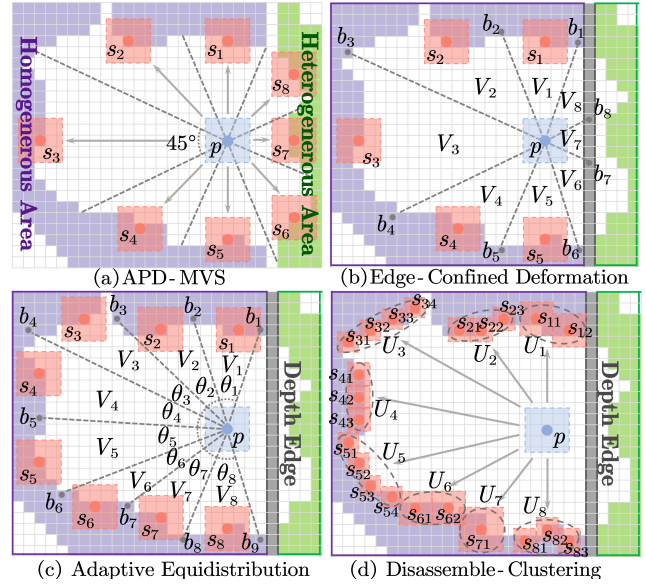 s₂
s₁
s₈
s₃
45°
p
s₇
s₄
s₅
s₆
Homogenerous Area
Heterogenerous Area
(a) APD-MVS
b₃
b₂
b₁
s₂
s₁
V₂
V₁
V₈
b₈
s₃
V₃
p
V₇
b₇
V₆
V₄
V₅
b₄
s₄
b₅
s₅
b₆
(b) Edge-Confined Deformation
b₄
s₃
b₃
s₂
b₂
s₁
b₁
V₃
V₂
V₁
s₄
V₄
θ₃
θ₂
θ₁
θ₄
b₅
θ₅
p
V₅
θ₆
θ₇
θ₈
s₅
V₆
V₇
V₈
b₆
s₆
b₇
s₇
b₈
s₈
b₉
Depth Edge
(c) Adaptive Equidistribution
s₃₁
s₃₂
s₃₃
s₃₄
s₂₁
s₂₂
s₂₃
s₁₁
s₁₂
U₃
U₂
U₁
s₄₁
s₄₂
s₄₃
U₄
p
s₅₁
s₅₂
s₅₃
s₅₄
U₅
U₆
U₇
U₈
s₆₁
s₆₂
s₇₁
s₈₁
s₈₂
s₈₃
Depth Edge
(d) Disassemble-Clustering